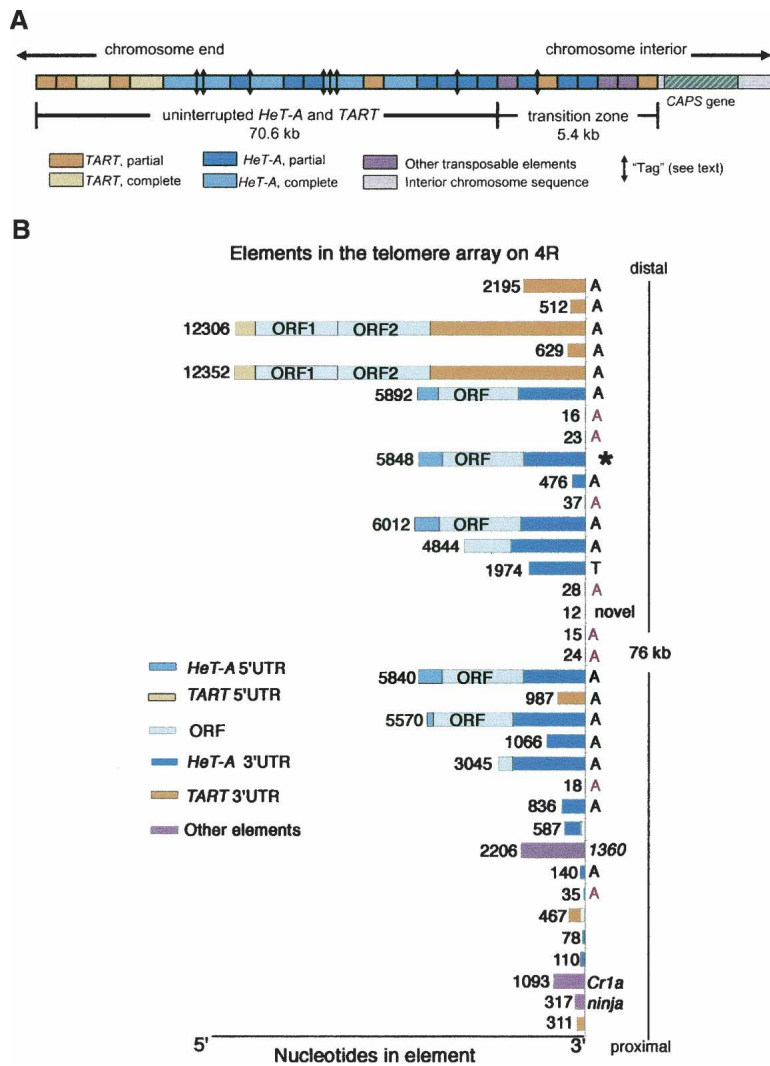 A
chromosome end
chromosome interior
CAPS gene
uninterrupted HeT-A and TART
transition zone
70.6 kb
5.4 kb
TART, partial
HeT-A, partial
Other transposable elements
"Tag" (see text)
TART, complete
HeT-A, complete
Interior chromosome sequence
B
Elements in the telomere array on 4R
distal
2195 A
512 A
12306 ORF1 ORF2 A
629 A
12352 ORF1 ORF2 A
5892 ORF A
16 A
23 A
5848 ORF *
476 A
37 A
6012 ORF A
4844 A
1974 T
28 A
12 novel
15 A
24 A 76 kb
HeT-A 5'UTR
5840 ORF A
TART 5'UTR
987 A
ORF
5570 ORF A
1066 A
HeT-A 3'UTR
3045 A
TART 3'UTR
18 A
836 A
Other elements
587
2206 1360
140 A
35 A
467
78
110
1093 Cr1a
317 ninja
311
5' 3' proximal
Nucleotides in element